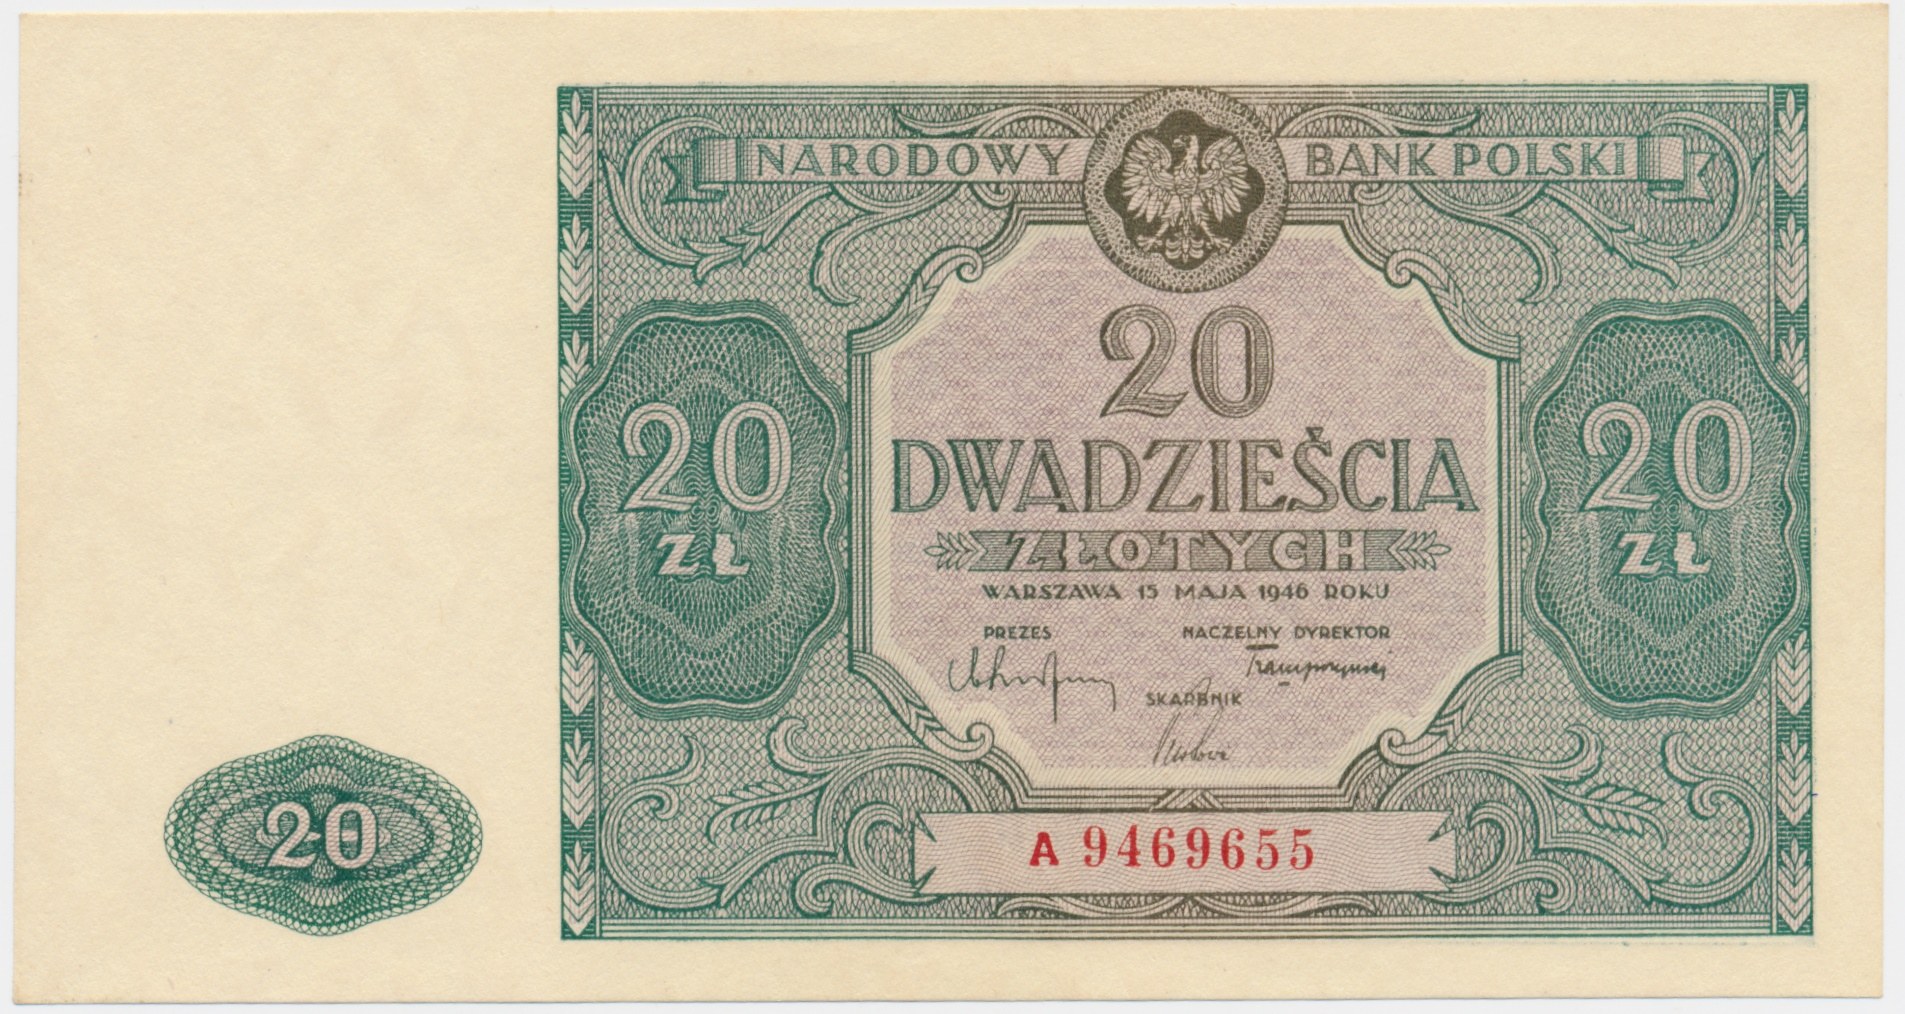 NARODOWY BANK POLSKI
20
DWADZIEŚCIA
ZŁOTYCH
WARSZAWA 15 MAJA 1946 ROKU
PREZES NACZELNY DYREKTOR
SKARBNIK
20 ZŁ
20 ZŁ
20
A 9469655